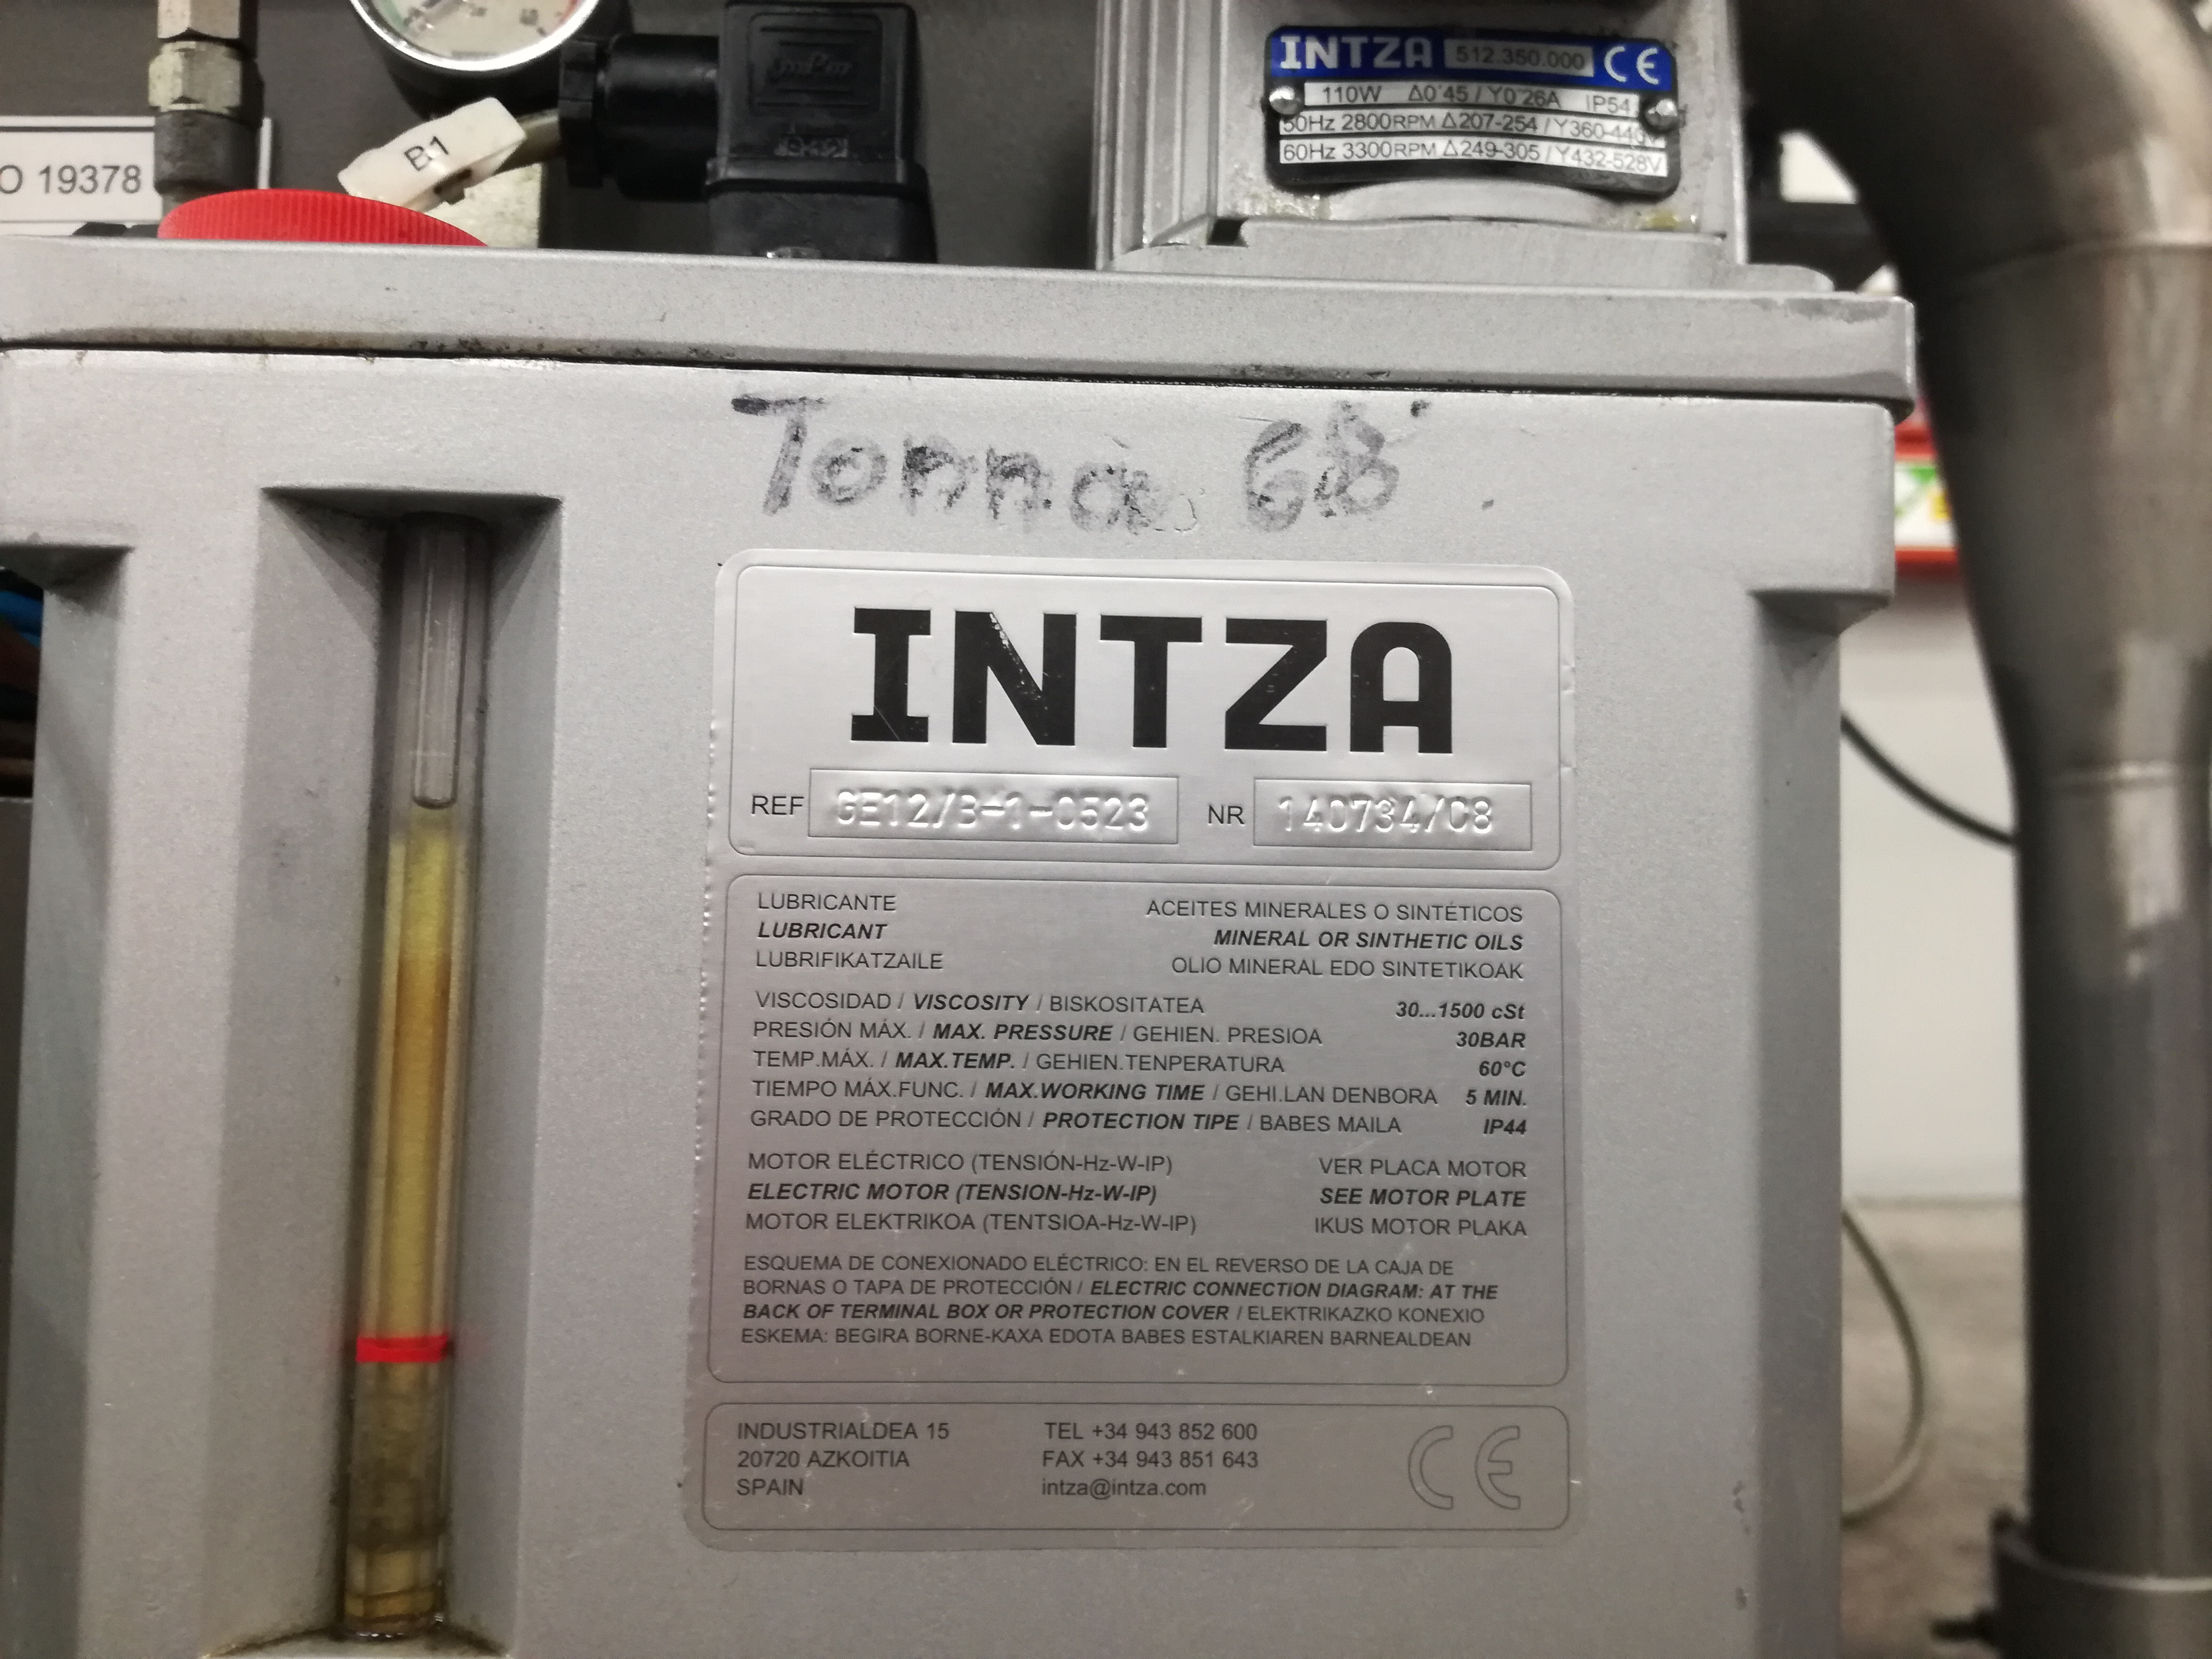 INTZA 512.350.000 CE
110W Δ0'45 / Y0'26A IP54
50Hz 2800RPM Δ207-254 / Y360-440V
60Hz 3300RPM Δ249-305 / Y432-528V
B1
O 19378
Tonna 68
INTZA
REF GE12/B-1-0523 NR 140734/08
LUBRICANTE ACEITES MINERALES O SINTÉTICOS
LUBRICANT MINERAL OR SINTHETIC OILS
LUBRIFIKATZAILE OLIO MINERAL EDO SINTETIKOAK
VISCOSIDAD / VISCOSITY / BISKOSITATEA 30...1500 cSt
PRESIÓN MÁX. / MAX. PRESSURE / GEHIEN. PRESIOA 30BAR
TEMP.MÁX. / MAX.TEMP. / GEHIEN.TENPERATURA 60°C
TIEMPO MÁX.FUNC. / MAX.WORKING TIME / GEHI.LAN DENBORA 5 MIN.
GRADO DE PROTECCIÓN / PROTECTION TIPE / BABES MAILA IP44
MOTOR ELÉCTRICO (TENSIÓN-Hz-W-IP) VER PLACA MOTOR
ELECTRIC MOTOR (TENSION-Hz-W-IP) SEE MOTOR PLATE
MOTOR ELEKTRIKOA (TENTSIOA-Hz-W-IP) IKUS MOTOR PLAKA
ESQUEMA DE CONEXIONADO ELÉCTRICO: EN EL REVERSO DE LA CAJA DE
BORNAS O TAPA DE PROTECCIÓN / ELECTRIC CONNECTION DIAGRAM: AT THE
BACK OF TERMINAL BOX OR PROTECTION COVER / ELEKTRIKAZKO KONEXIO
ESKEMA: BEGIRA BORNE-KAXA EDOTA BABES ESTALKIAREN BARNEALDEAN
INDUSTRIALDEA 15 TEL +34 943 852 600
20720 AZKOITIA FAX +34 943 851 643
SPAIN intza@intza.com
CE